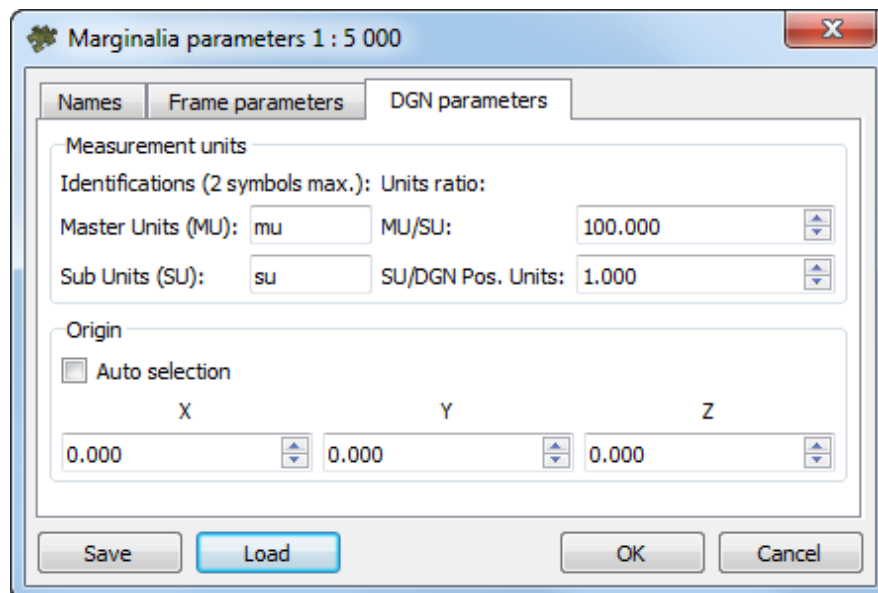 Marginalia parameters 1 : 5 000
Names Frame parameters DGN parameters
Measurement units
Identifications (2 symbols max.): Units ratio:
Master Units (MU): mu MU/SU: 100.000
Sub Units (SU): su SU/DGN Pos. Units: 1.000
Origin
Auto selection
X Y Z
0.000 0.000 0.000
Save Load OK Cancel